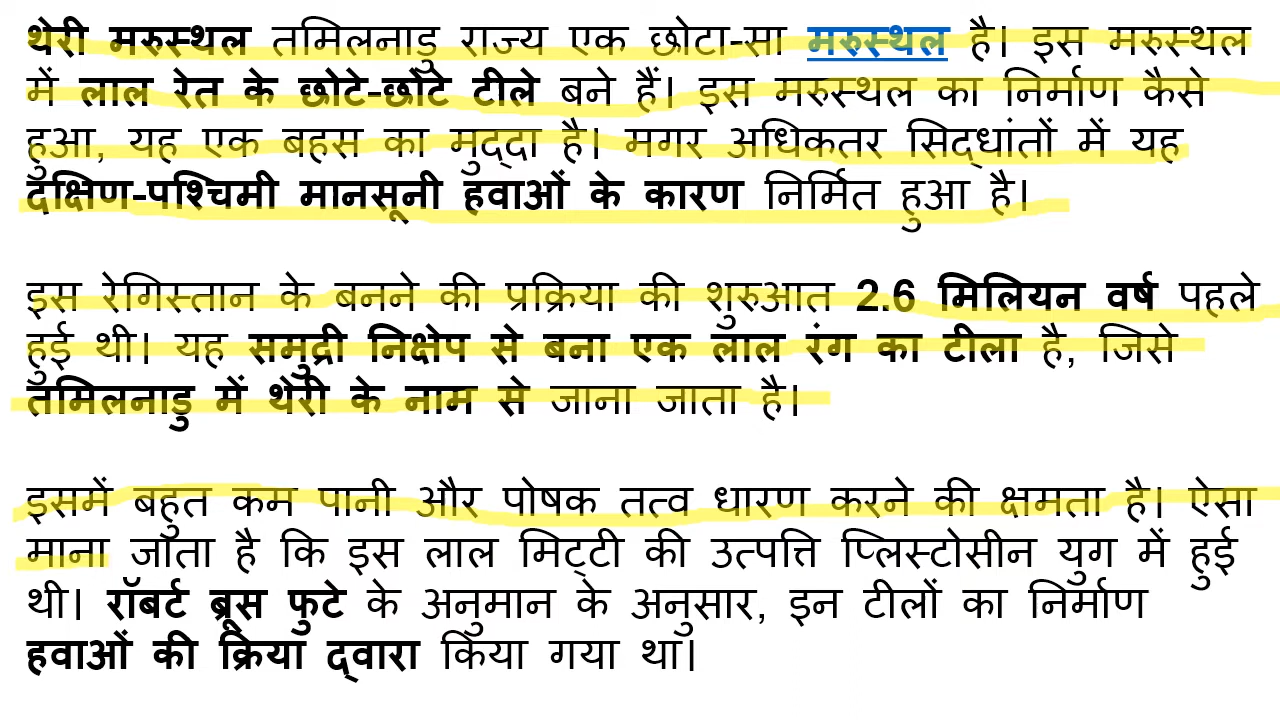 थेरी मरुस्थल तमिलनाडु राज्य एक छोटा-सा मरुस्थल है। इस मरुस्थल
में लाल रेत के छोटे-छोटे टीले बने हैं। इस मरुस्थल का निर्माण कैसे
हुआ, यह एक बहस का मुद्दा है। मगर अधिकतर सिद्धांतों में यह
दक्षिण-पश्चिमी मानसूनी हवाओं के कारण निर्मित हुआ है।
इस रेगिस्तान के बनने की प्रक्रिया की शुरुआत 2.6 मिलियन वर्ष पहले
हुई थी। यह समुद्री निक्षेप से बना एक लाल रंग का टीला है, जिसे
तमिलनाडु में थेरी के नाम से जाना जाता है।
इसमें बहुत कम पानी और पोषक तत्व धारण करने की क्षमता है। ऐसा
माना जाता है कि इस लाल मिट्टी की उत्पत्ति प्लिस्टोसीन युग में हुई
थी। रॉबर्ट ब्रूस फुटे के अनुमान के अनुसार, इन टीलों का निर्माण
हवाओं की क्रिया द्वारा किया गया था।